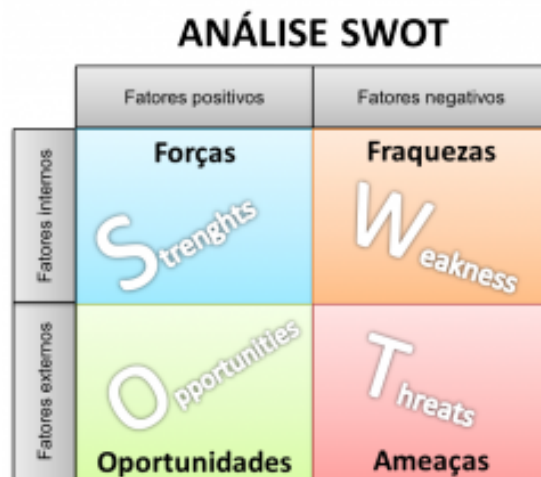 ANÁLISE SWOT
Fatores positivos
Fatores negativos
Fatores internos
Forças
Strenghts
Fraquezas
Weakness
Fatores externos
Opportunities
Oportunidades
Threats
Ameaças